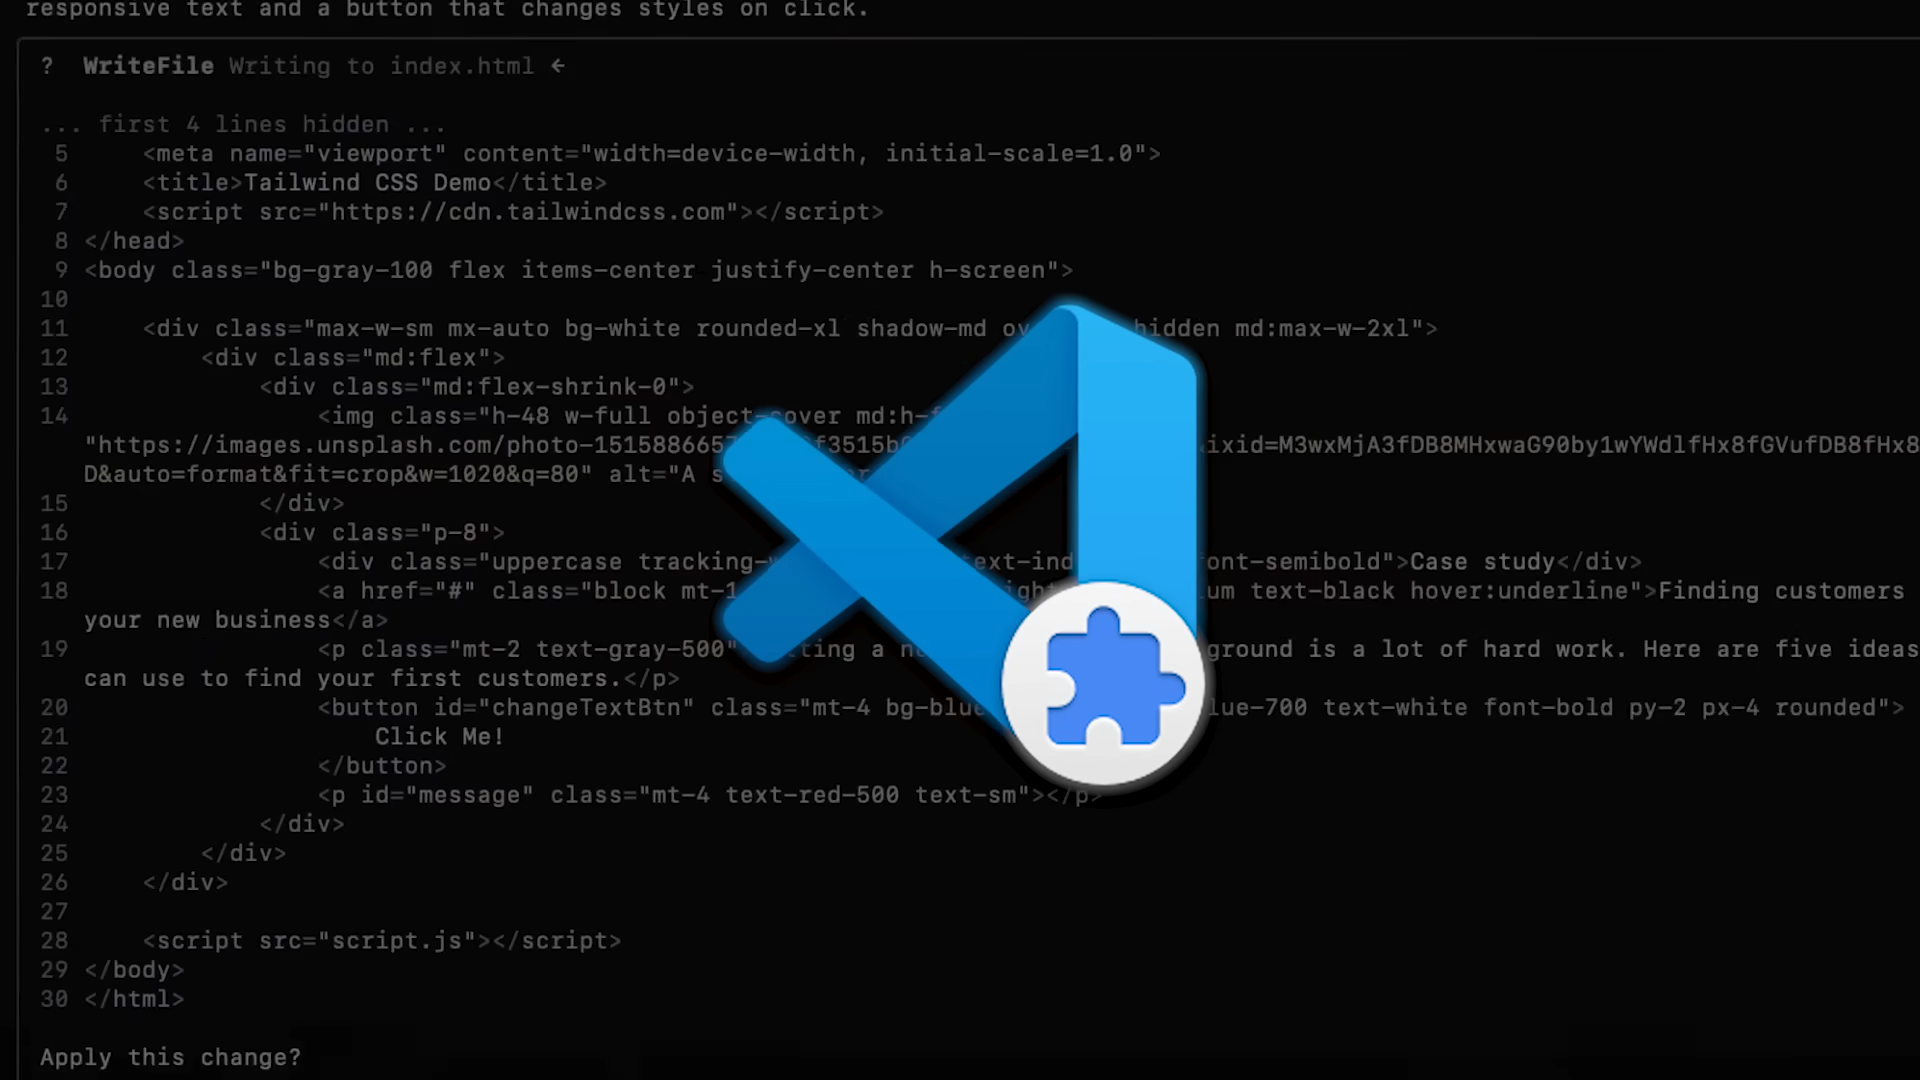 responsive text and a button that changes styles on click.
? WriteFile Writing to index.html ←
... first 4 lines hidden ...
5 <meta name="viewport" content="width=device-width, initial-scale=1.0">
6 <title>Tailwind CSS Demo</title>
7 <script src="https://cdn.tailwindcss.com"></script>
8 </head>
9 <body class="bg-gray-100 flex items-center justify-center h-screen">
10
11 <div class="max-w-sm mx-auto bg-white rounded-xl shadow-md hidden md:max-w-2xl">
12 <div class="md:flex">
13 <div class="md:flex-shrink-0">
14 <img class="h-48 w-full object-cover
"https://images.unsplash.com/photo-151588665 ixid=M3wxMjA3fDB8MHxwaG90by1wYWdlfHx8fGVufDB8fHx8
D&auto=format&fit=crop&w=1020&q=80" alt="A
15 </div>
16 <div class="p-8">
17 <div class="uppercase font-semibold">Case study</div>
18 <a href="#" class="block text-black hover:underline">Finding customers
your new business</a>
19 <p class="mt-2 text-gray-500" a is a lot of hard work. Here are five ideas
can use to find your first customers.</p>
20 <button id="changeTextBtn" class="mt-4 text-white font-bold py-2 px-4 rounded">
21 Click Me!
22 </button>
23 <p id="message" class="mt-4 text-red-500 text-sm"></p>
24 </div>
25 </div>
26 </div>
27
28 <script src="script.js"></script>
29 </body>
30 </html>
Apply this change?